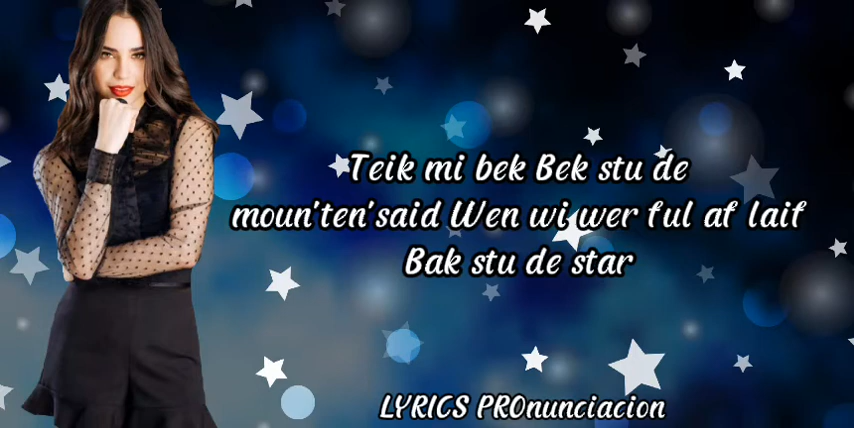 Teik mi bek Bek stu de
moun'ten'said Wen wi wer ful af laif
Bak stu de star
LYRICS PROnunciacion